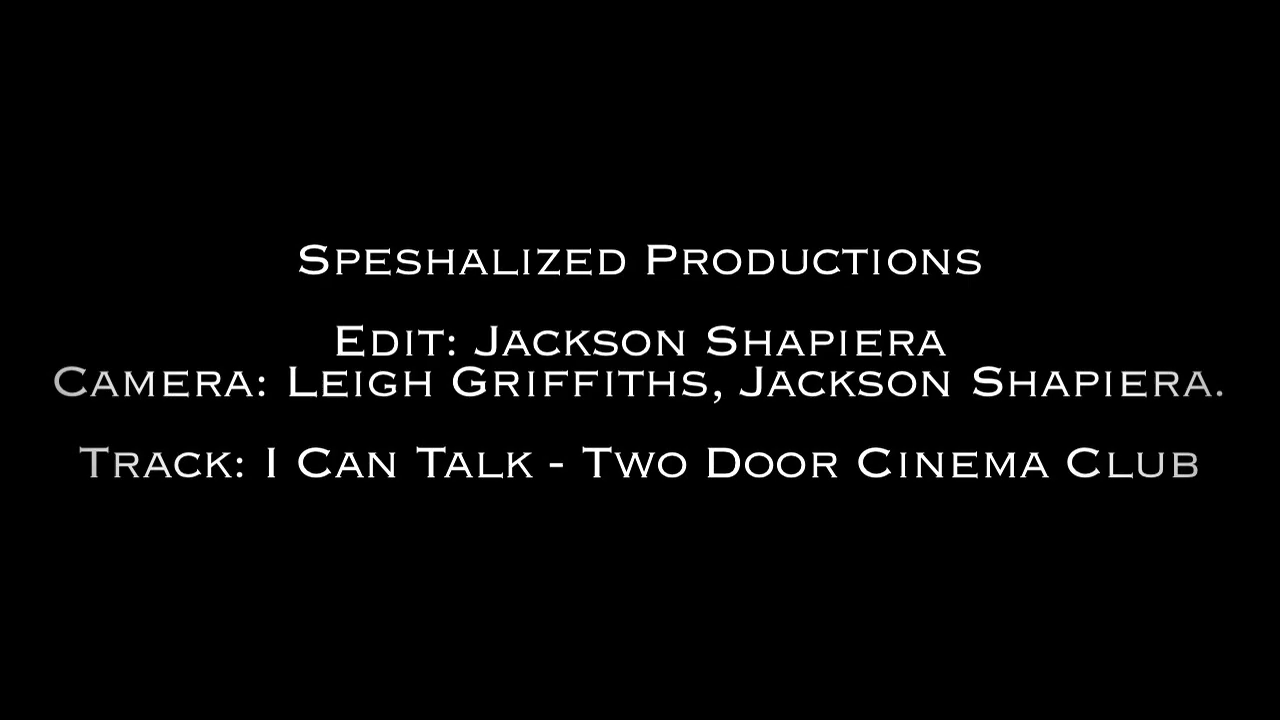 Speshalized Productions
Edit: Jackson Shapiera
Camera: Leigh Griffiths, Jackson Shapiera.
Track: I Can Talk - Two Door Cinema Club